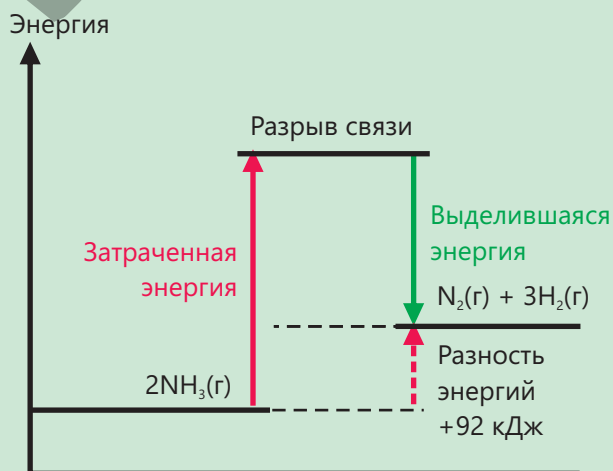 Энергия
Разрыв связи
Затраченная
энергия
Выделившаяся
энергия
N₂(г) + 3H₂(г)
2NH₃(г)
Разность
энергий
+92 кДж